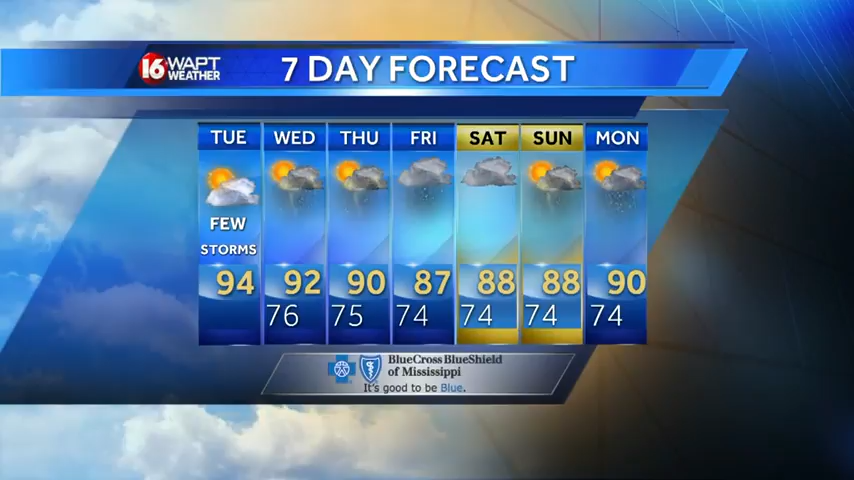 16 WAPT
WEATHER
7 DAY FORECAST
TUE WED THU FRI SAT SUN MON
FEW
STORMS
94 92 90 87 88 88 90
76 75 74 74 74 74
BlueCross BlueShield
of Mississippi
It's good to be Blue.